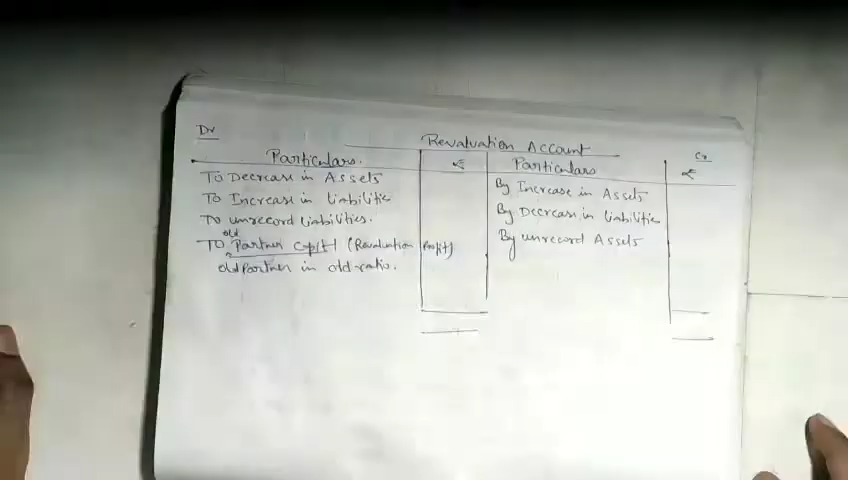 Dr
Revaluation Account
Cr
Particulars.
₹
Particulars
₹
To Decrease in Assets
To Increase in liabilities
To unrecord liabilities.
old
To Partner capital (Revaluation Profit)
old Partner in old ratio.
By Increase in Assets
By Decrease in liabilities
By unrecord Assets